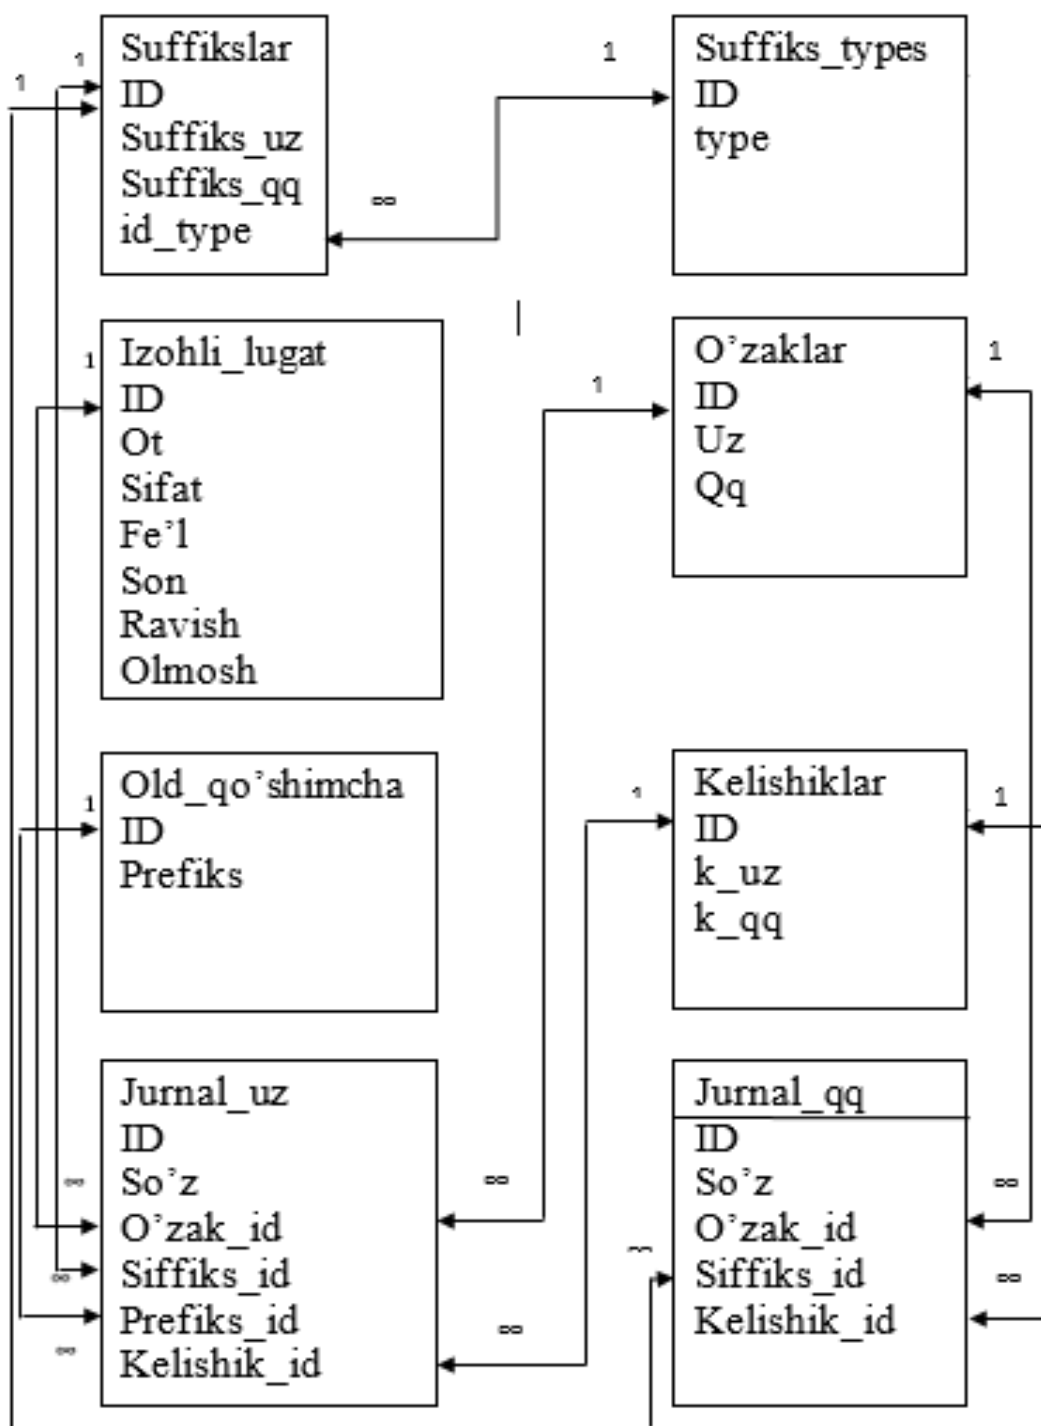 Suffikslar
ID
Suffiks_uz
Suffiks_qq
id_type
Suffiks_types
ID
type
1
1
1
∞
Izohli_lugat
ID
Ot
Sifat
Fe’l
Son
Ravish
Olmosh
1
O’zaklar
ID
Uz
Qq
1
1
Old_qo’shimcha
ID
Prefiks
1
Kelishiklar
ID
k_uz
k_qq
1
1
Jurnal_uz
ID
So’z
O’zak_id
Siffiks_id
Prefiks_id
Kelishik_id
∞
∞
∞
∞
∞
Jurnal_qq
ID
So’z
O’zak_id
Siffiks_id
Kelishik_id
∞
∞